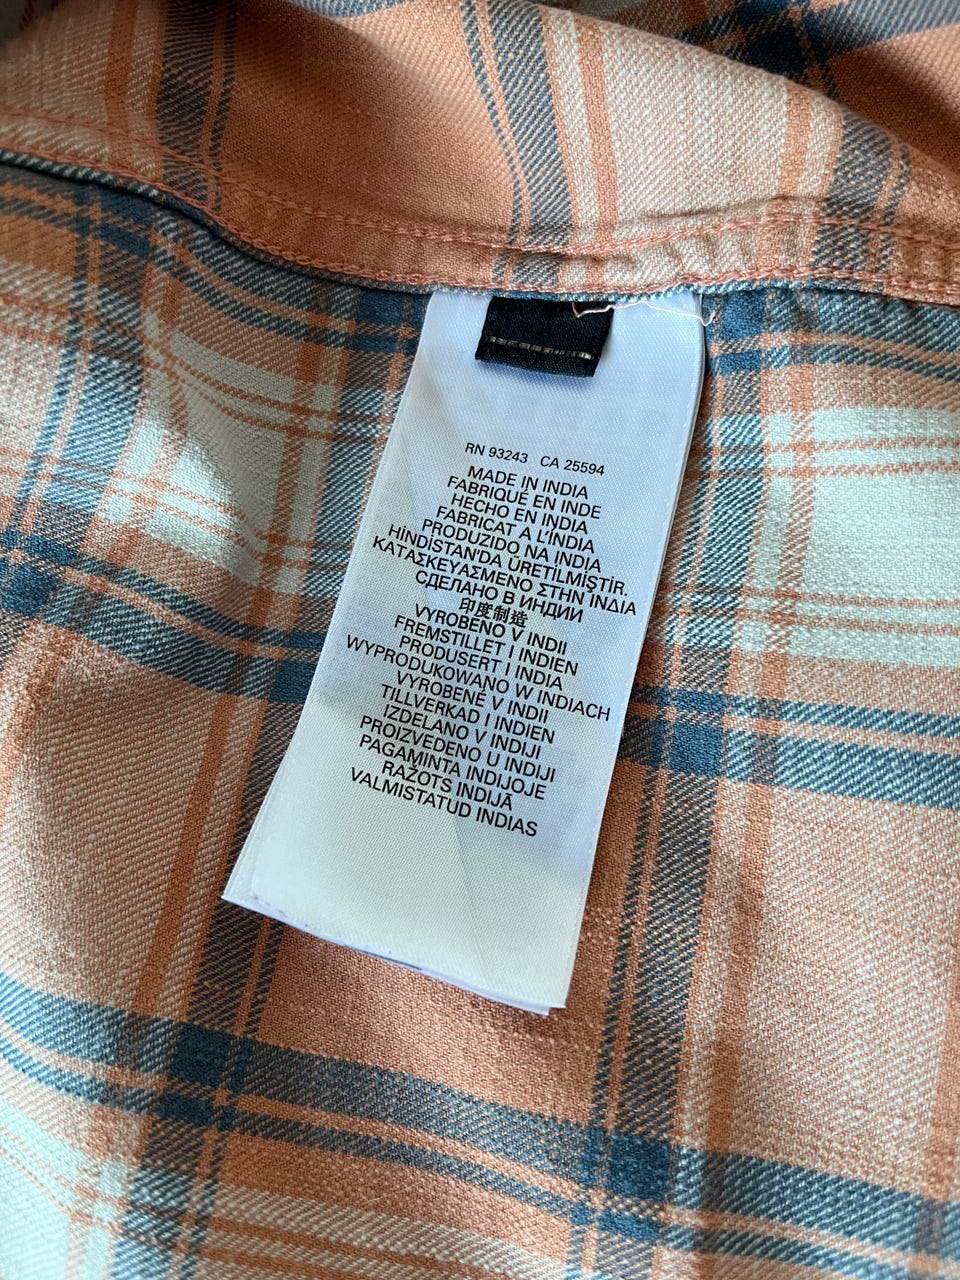 RN 93243 CA 25594
MADE IN INDIA
FABRIQUÉ EN INDE
HECHO EN INDIA
FABRICAT A L'INDIA
PRODUZIDO NA INDIA
HİNDİSTAN'DA ÜRETİLMİŞTİR.
ΚΑΤΑΣΚΕΥΑΣΜΕΝΟ ΣΤΗΝ ΙΝΔΙΑ
СДЕЛАНО В ИНДИИ
印度制造
VYROBENO V INDII
FREMSTILLET I INDIEN
PRODUSERT I INDIA
WYPRODUKOWANO W INDIACH
VYROBENÉ V INDII
TILLVERKAD I INDIEN
IZDELANO V INDIJI
PROIZVEDENO U INDIJI
PAGAMINTA INDIJOJE
RAŽOTS INDIJĀ
VALMISTATUD INDIAS